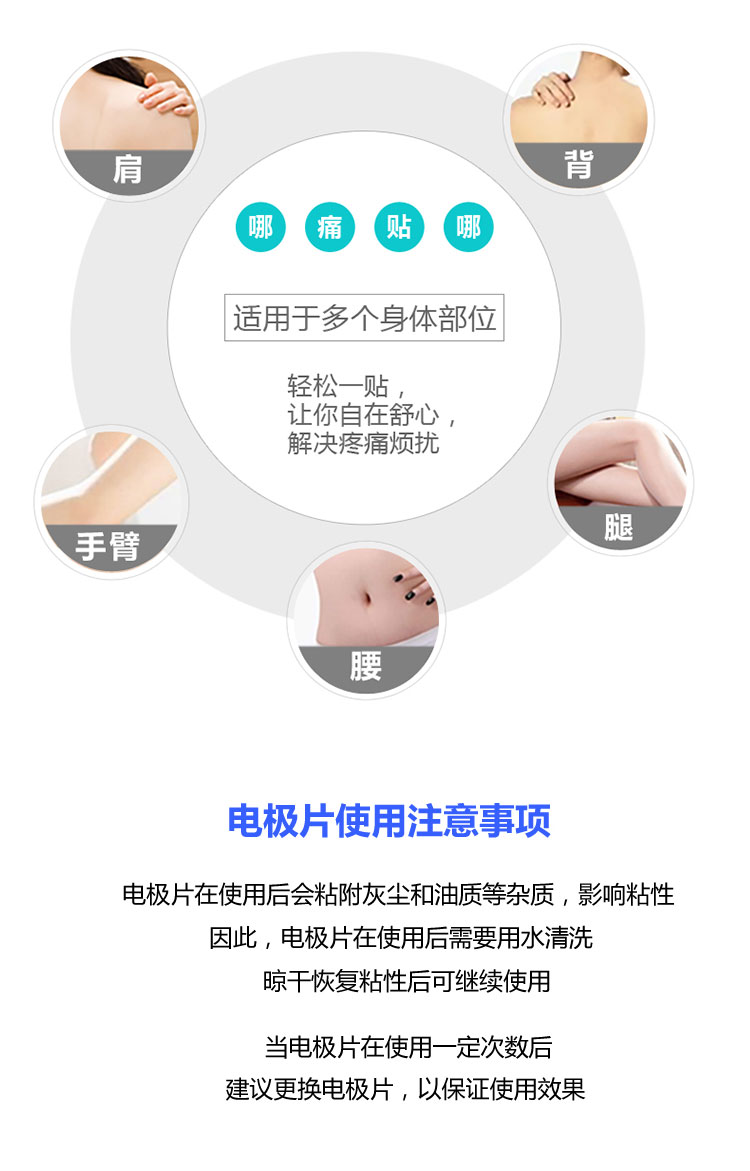 肩
背
哪痛贴哪
适用于多个身体部位
轻松一贴，
让你自在舒心，
解决疼痛烦扰
手臂
腿
腰
电极片使用注意事项
电极片在使用后会粘附灰尘和油质等杂质，影响粘性
因此，电极片在使用后需要用水清洗
晾干恢复粘性后可继续使用
当电极片在使用一定次数后
建议更换电极片，以保证使用效果